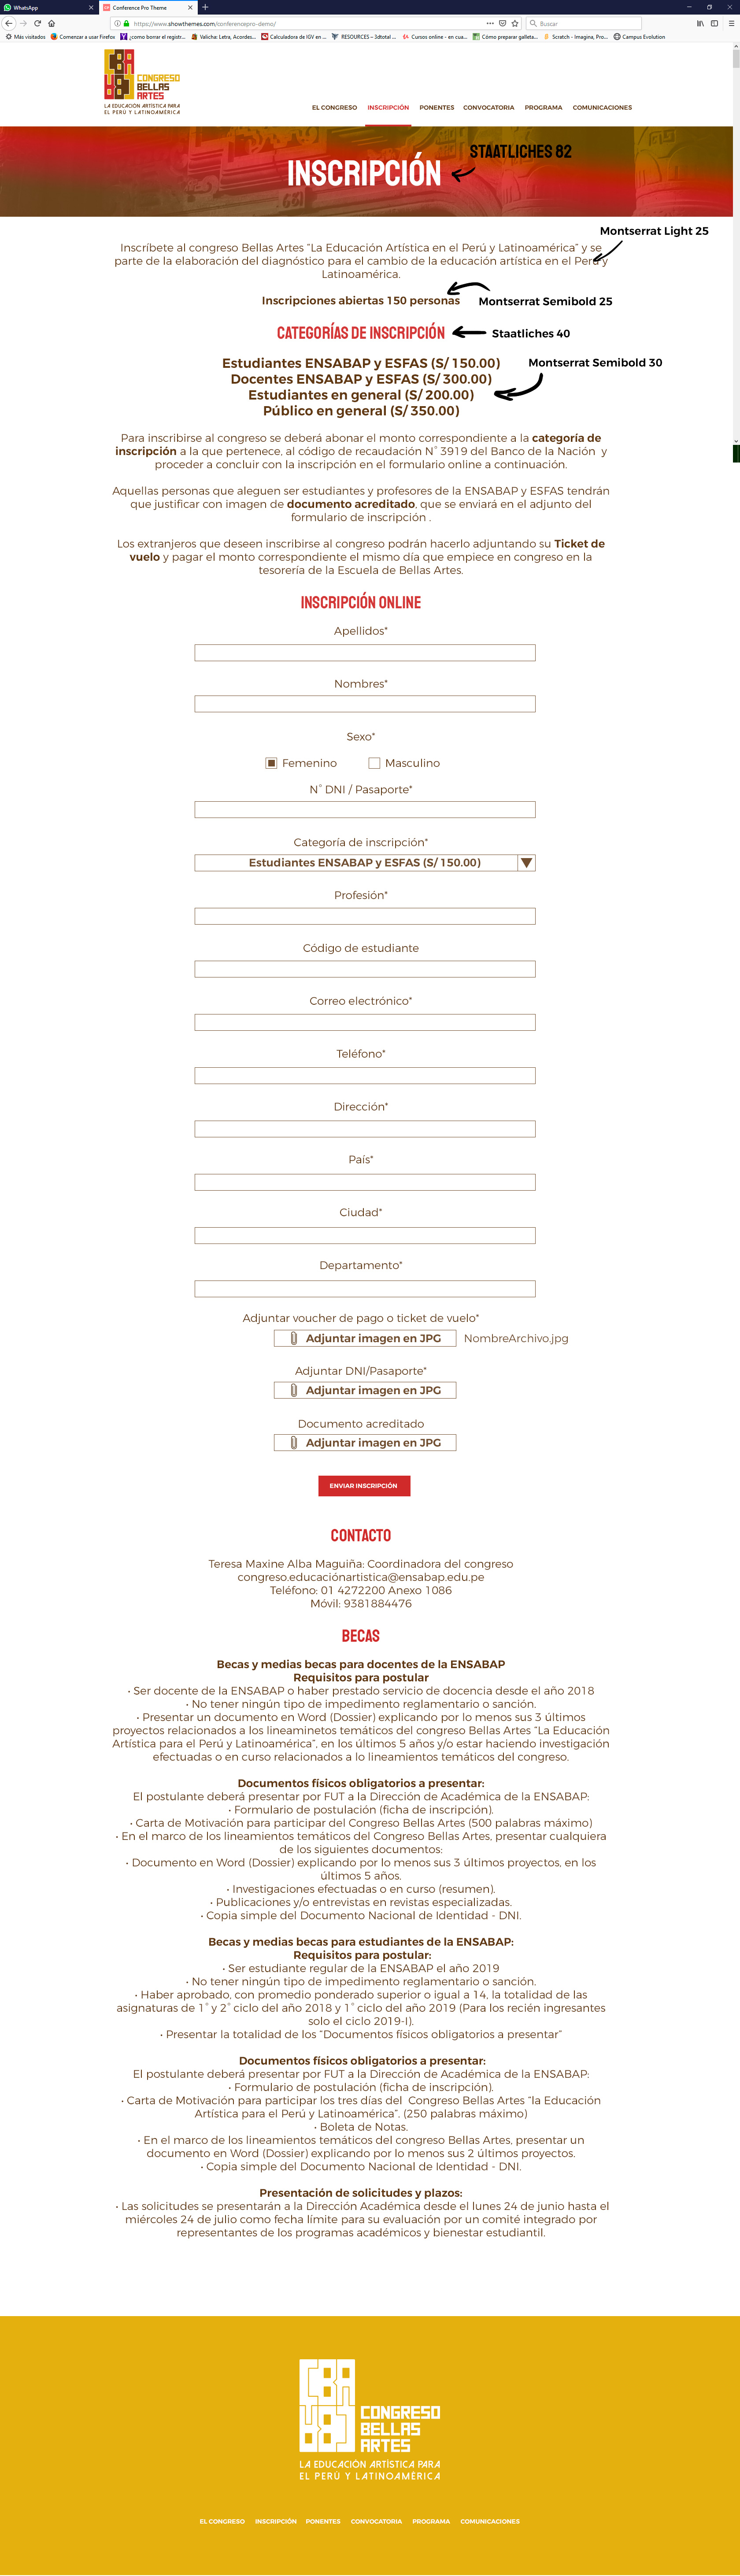 WhatsApp
Conference Pro Theme
https://www.showthemes.com/conferencepro-demo/
Buscar
Más visitados
Comenzar a usar Firefox
¿como borrar el registr...
Valicha: Letra, Acordes...
Calculadora de IGV en ...
RESOURCES – 3dtotal ...
Cursos online - en cua...
Cómo preparar galleta...
Scratch - Imagina, Pro...
Campus Evolution
CONGRESO
BELLAS
ARTES
LA EDUCACIÓN ARTÍSTICA PARA
EL PERÚ Y LATINOAMÉRICA
EL CONGRESO
INSCRIPCIÓN
PONENTES
CONVOCATORIA
PROGRAMA
COMUNICACIONES
STAATLICHES 82
INSCRIPCIÓN
Montserrat Light 25
Inscríbete al congreso Bellas Artes “La Educación Artística en el Perú y Latinoamérica” y se
parte de la elaboración del diagnóstico para el cambio de la educación artística en el Perú y
Latinoamérica.
Inscripciones abiertas 150 personas
Montserrat Semibold 25
CATEGORÍAS DE INSCRIPCIÓN
Staatliches 40
Estudiantes ENSABAP y ESFAS (S/ 150.00)
Montserrat Semibold 30
Docentes ENSABAP y ESFAS (S/ 300.00)
Estudiantes en general (S/ 200.00)
Público en general (S/ 350.00)
Para inscribirse al congreso se deberá abonar el monto correspondiente a la categoría de
inscripción a la que pertenece, al código de recaudación N° 3919 del Banco de la Nación y
proceder a concluir con la inscripción en el formulario online a continuación.
Aquellas personas que aleguen ser estudiantes y profesores de la ENSABAP y ESFAS tendrán
que justificar con imagen de documento acreditado, que se enviará en el adjunto del
formulario de inscripción .
Los extranjeros que deseen inscribirse al congreso podrán hacerlo adjuntando su Ticket de
vuelo y pagar el monto correspondiente el mismo día que empiece en congreso en la
tesorería de la Escuela de Bellas Artes.
INSCRIPCIÓN ONLINE
Apellidos*
Nombres*
Sexo*
Femenino
Masculino
N° DNI / Pasaporte*
Categoría de inscripción*
Estudiantes ENSABAP y ESFAS (S/ 150.00)
Profesión*
Código de estudiante
Correo electrónico*
Teléfono*
Dirección*
País*
Ciudad*
Departamento*
Adjuntar voucher de pago o ticket de vuelo*
Adjuntar imagen en JPG
NombreArchivo.jpg
Adjuntar DNI/Pasaporte*
Adjuntar imagen en JPG
Documento acreditado
Adjuntar imagen en JPG
ENVIAR INSCRIPCIÓN
CONTACTO
Teresa Maxine Alba Maguiña: Coordinadora del congreso
congreso.educaciónartistica@ensabap.edu.pe
Teléfono: 01 4272200 Anexo 1086
Móvil: 9381884476
BECAS
Becas y medias becas para docentes de la ENSABAP
Requisitos para postular
• Ser docente de la ENSABAP o haber prestado servicio de docencia desde el año 2018
• No tener ningún tipo de impedimento reglamentario o sanción.
• Presentar un documento en Word (Dossier) explicando por lo menos sus 3 últimos
proyectos relacionados a los lineaminetos temáticos del congreso Bellas Artes “La Educación
Artística para el Perú y Latinoamérica”, en los últimos 5 años y/o estar haciendo investigación
efectuadas o en curso relacionados a lo lineamientos temáticos del congreso.
Documentos físicos obligatorios a presentar:
El postulante deberá presentar por FUT a la Dirección de Académica de la ENSABAP:
• Formulario de postulación (ficha de inscripción).
• Carta de Motivación para participar del Congreso Bellas Artes (500 palabras máximo)
• En el marco de los lineamientos temáticos del Congreso Bellas Artes, presentar cualquiera
de los siguientes documentos:
• Documento en Word (Dossier) explicando por lo menos sus 3 últimos proyectos, en los
últimos 5 años.
• Investigaciones efectuadas o en curso (resumen).
• Publicaciones y/o entrevistas en revistas especializadas.
• Copia simple del Documento Nacional de Identidad - DNI.
Becas y medias becas para estudiantes de la ENSABAP:
Requisitos para postular:
• Ser estudiante regular de la ENSABAP el año 2019
• No tener ningún tipo de impedimento reglamentario o sanción.
• Haber aprobado, con promedio ponderado superior o igual a 14, la totalidad de las
asignaturas de 1° y 2° ciclo del año 2018 y 1° ciclo del año 2019 (Para los recién ingresantes
solo el ciclo 2019-I).
• Presentar la totalidad de los “Documentos físicos obligatorios a presentar”
Documentos físicos obligatorios a presentar:
El postulante deberá presentar por FUT a la Dirección de Académica de la ENSABAP:
• Formulario de postulación (ficha de inscripción).
• Carta de Motivación para participar los tres días del Congreso Bellas Artes “la Educación
Artística para el Perú y Latinoamérica”. (250 palabras máximo)
• Boleta de Notas.
• En el marco de los lineamientos temáticos del congreso Bellas Artes, presentar un
documento en Word (Dossier) explicando por lo menos sus 2 últimos proyectos.
• Copia simple del Documento Nacional de Identidad - DNI.
Presentación de solicitudes y plazos:
• Las solicitudes se presentarán a la Dirección Académica desde el lunes 24 de junio hasta el
miércoles 24 de julio como fecha límite para su evaluación por un comité integrado por
representantes de los programas académicos y bienestar estudiantil.
CONGRESO
BELLAS
ARTES
LA EDUCACIÓN ARTÍSTICA PARA
EL PERÚ Y LATINOAMÉRICA
EL CONGRESO
INSCRIPCIÓN
PONENTES
CONVOCATORIA
PROGRAMA
COMUNICACIONES